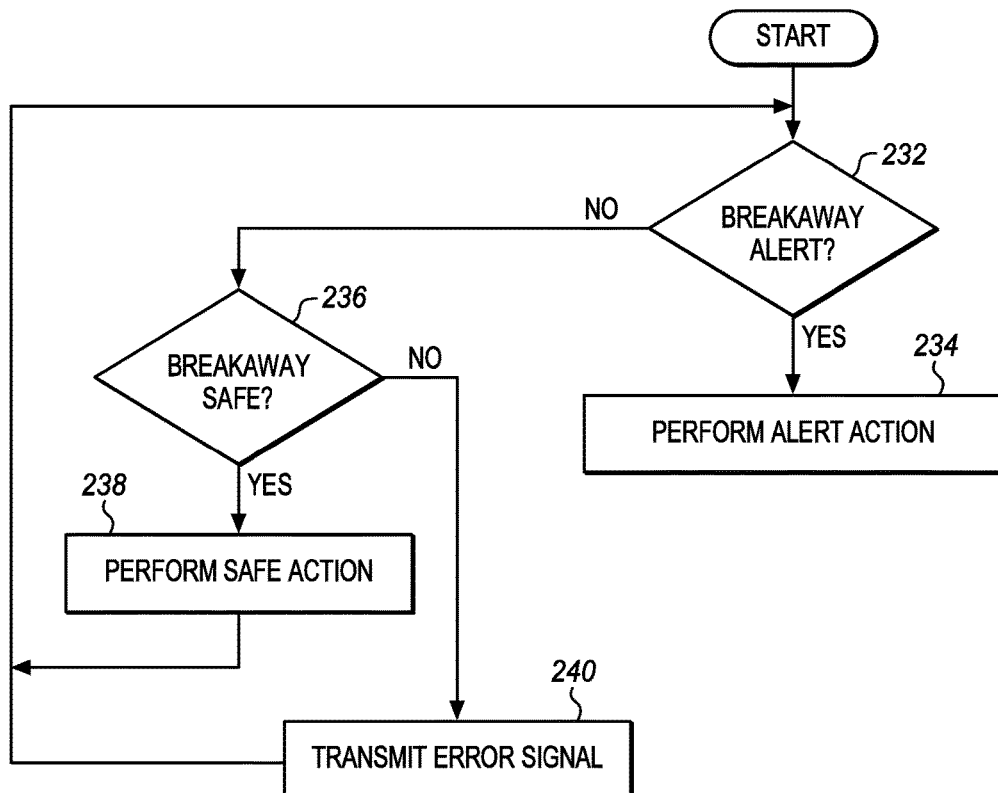 START
232
BREAKAWAY
ALERT?
NO
YES
236
BREAKAWAY
SAFE?
NO
YES
234
PERFORM ALERT ACTION
238
PERFORM SAFE ACTION
240
TRANSMIT ERROR SIGNAL